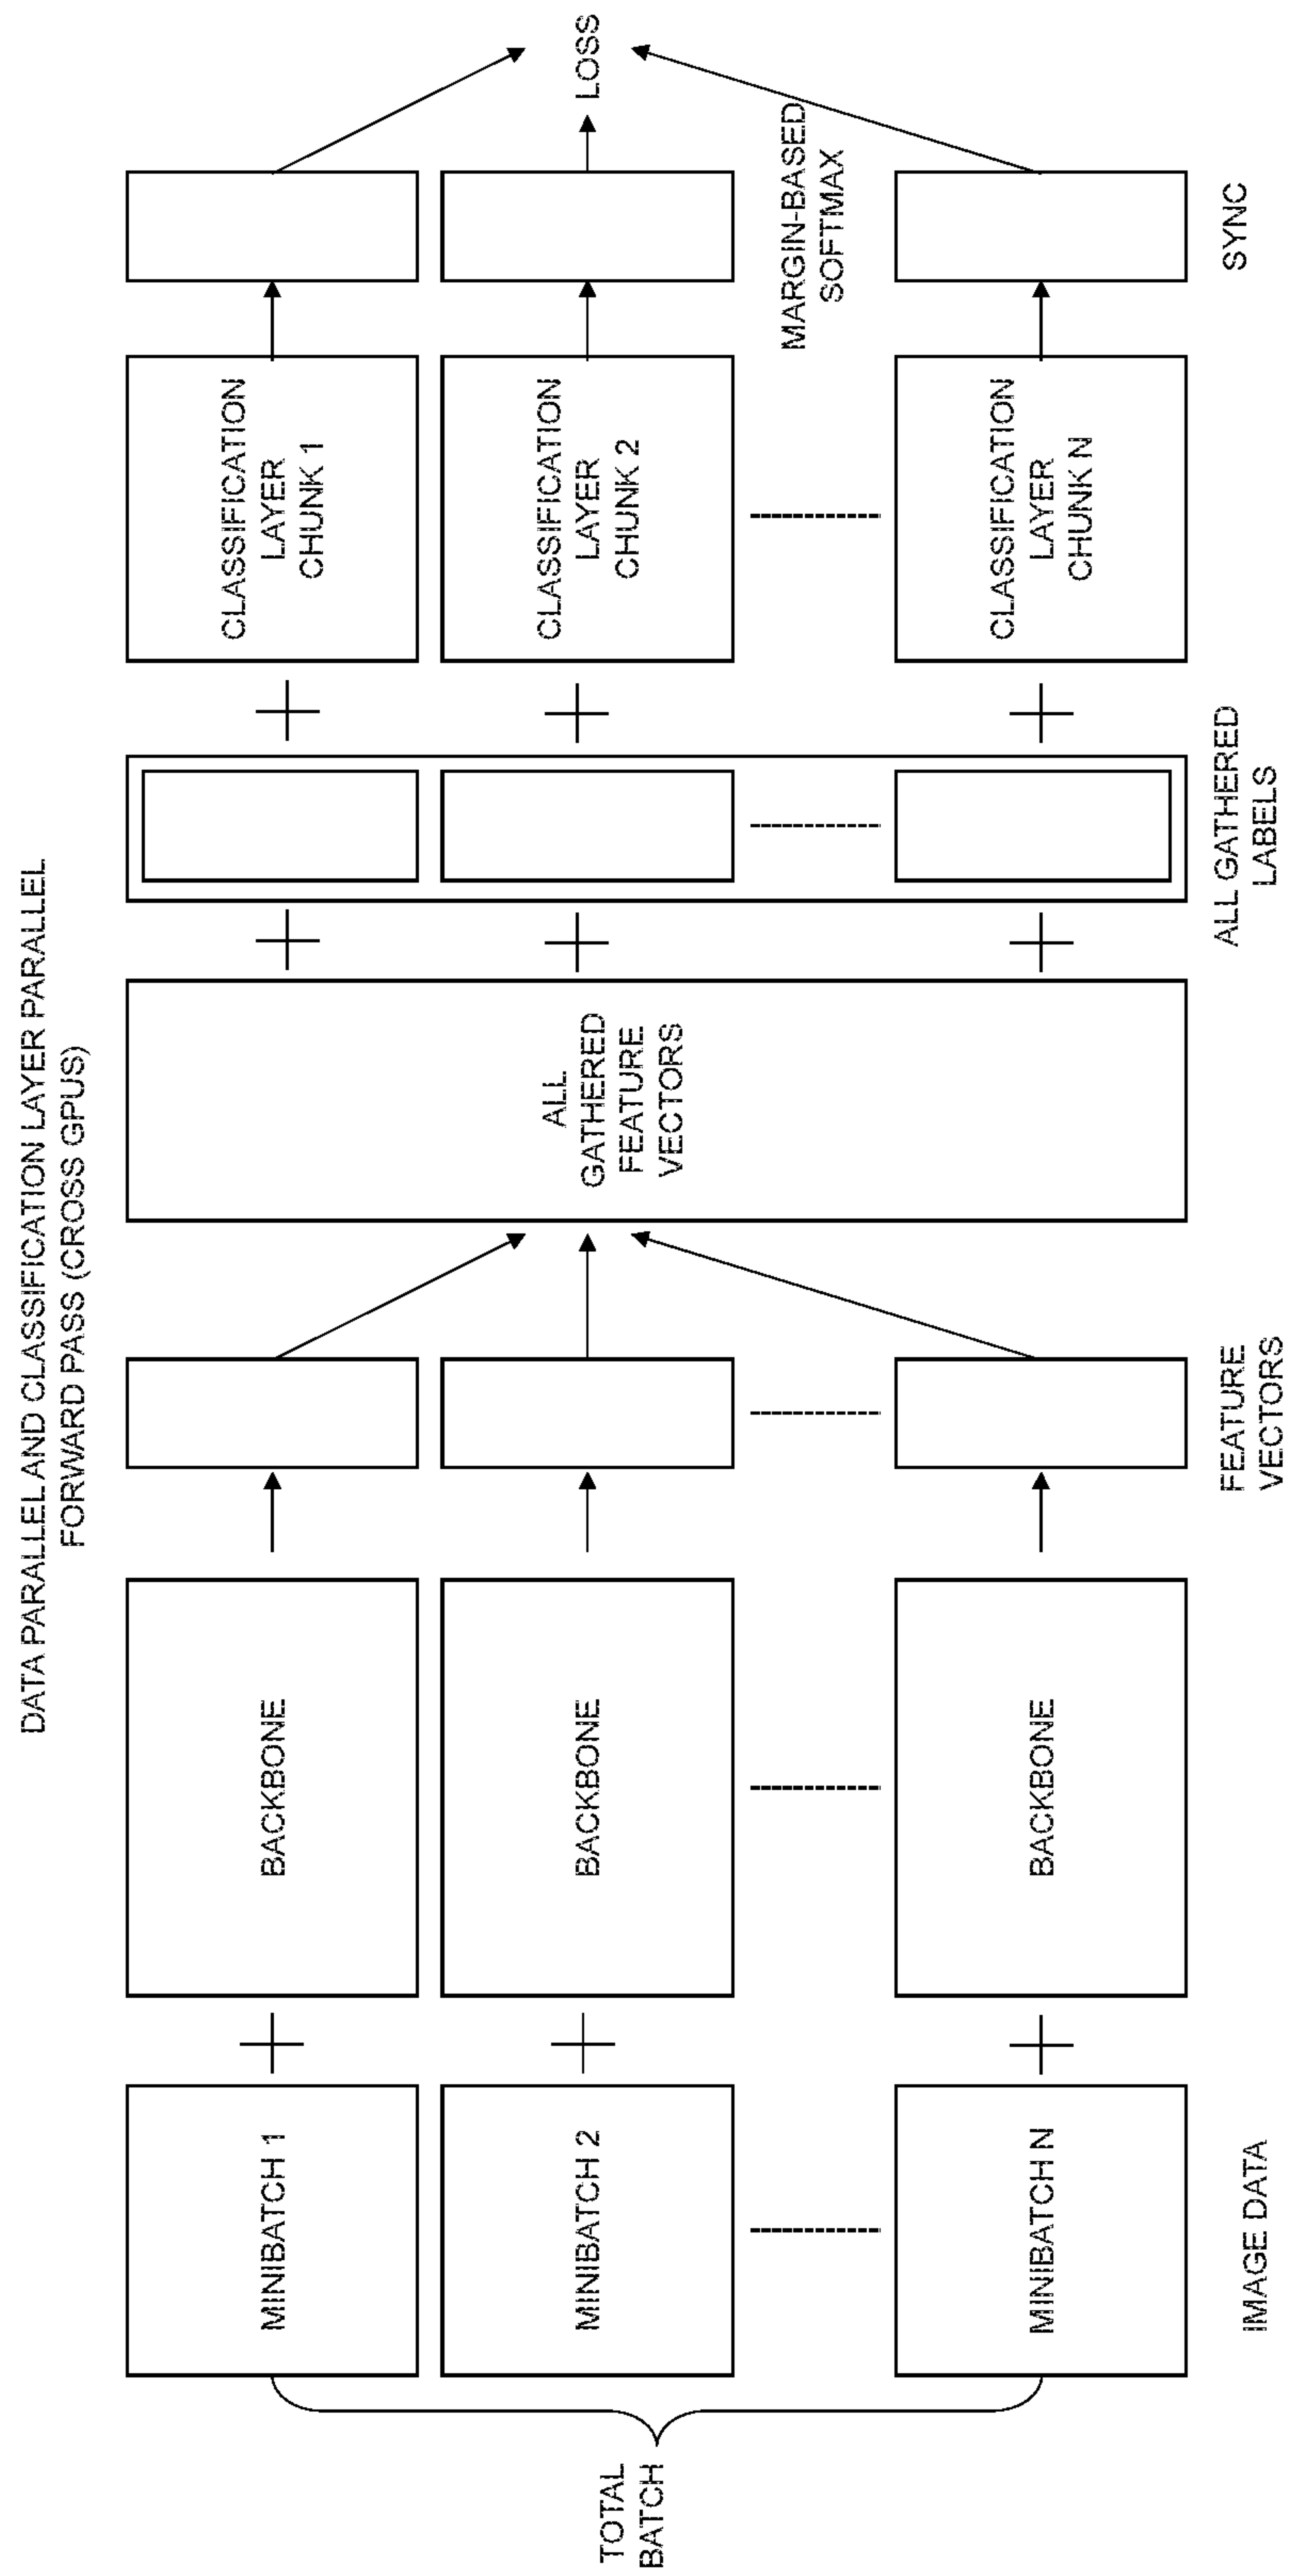 DATA PARALLEL AND CLASSIFICATION LAYER PARALLEL
FORWARD PASS (CROSS GPUS)
TOTAL
BATCH
MINIBATCH 1
MINIBATCH 2
MINIBATCH N
IMAGE DATA
BACKBONE
BACKBONE
BACKBONE
FEATURE
VECTORS
ALL
GATHERED
FEATURE
VECTORS
ALL GATHERED
LABELS
CLASSIFICATION
LAYER
CHUNK 1
CLASSIFICATION
LAYER
CHUNK 2
CLASSIFICATION
LAYER
CHUNK N
MARGIN-BASED
SOFTMAX
SYNC
LOSS